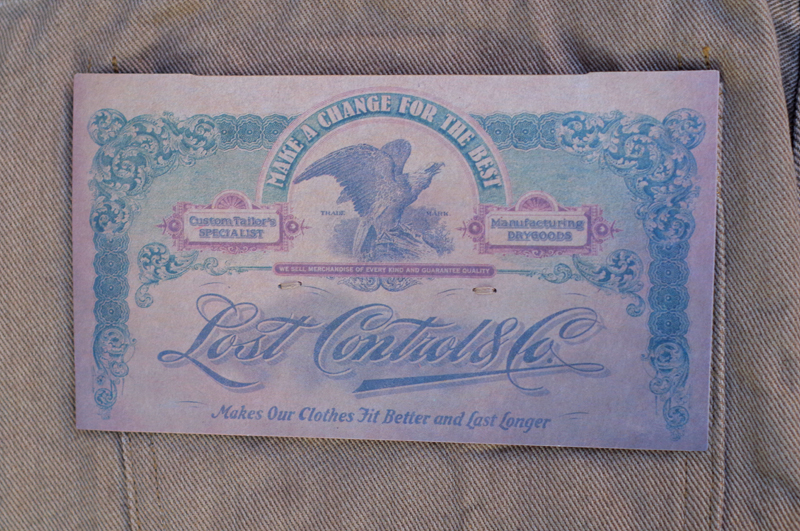 MAKE A CHANGE FOR THE BEST
TRADE MARK
Custom Tailor's
SPECIALIST
Manufacturing
DRYGOODS
WE SELL MERCHANDISE OF EVERY KIND AND GUARANTEE QUALITY
Lost Control & Co.
Makes Our Clothes Fit Better and Last Longer